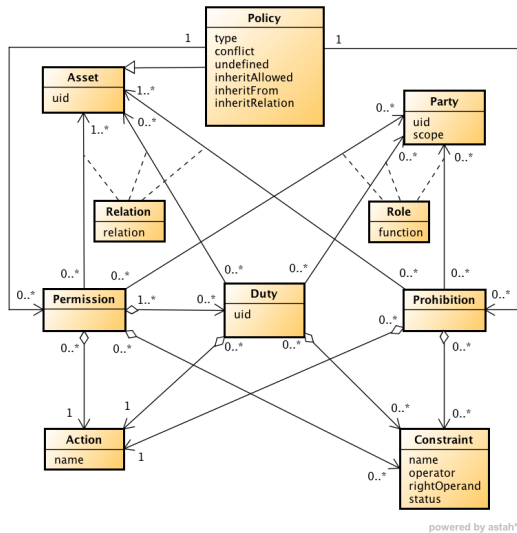 Policy
type
conflict
undefined
inheritAllowed
inheritFrom
inheritRelation
1
1
Asset
uid
1..*
0..*
1..*
Party
uid
scope
0..*
0..*
0..*
Relation
relation
Role
function
0..*
0..*
0..*
0..*
0..*
0..*
0..*
Permission
1..*
0..*
Duty
uid
Prohibition
0..*
0..*
0..*
0..*
0..*
0..*
0..*
0..*
1
1
0..*
0..*
Action
name
1
Constraint
name
operator
rightOperand
status
0..*
powered by astah*